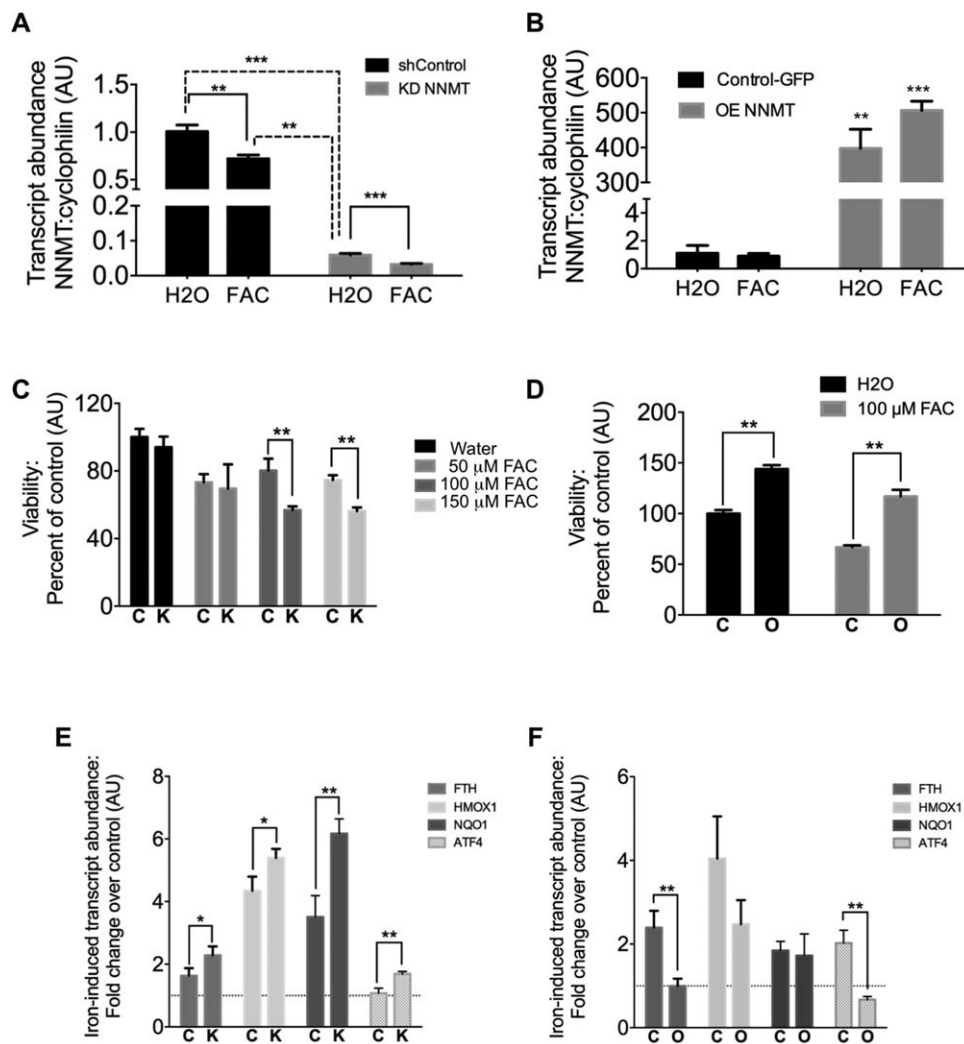 A
Transcript abundance
NNMT:cyclophilin (AU)
1.0
0.5
0.2
0.1
0.0
***
**
**
***
H2O
FAC
H2O
FAC
shControl
KD NNMT
B
Transcript abundance
NNMT:cyclophilin (AU)
600
500
400
300
4
2
0
**
***
H2O
FAC
H2O
FAC
Control-GFP
OE NNMT
C
Viability:
Percent of control (AU)
120
80
40
0
**
**
C K C K C K C K
Water
50 µM FAC
100 µM FAC
150 µM FAC
D
Viability:
Percent of control (AU)
200
150
100
50
0
**
**
C O C O
H2O
100 µM FAC
E
Iron-induced transcript abundance:
Fold change over control (AU)
8
6
4
2
0
*
*
**
**
C K C K C K C K
FTH
HMOX1
NQO1
ATF4
F
Iron-induced transcript abundance:
Fold change over control (AU)
6
4
2
0
**
**
C O C O C O C O
FTH
HMOX1
NQO1
ATF4